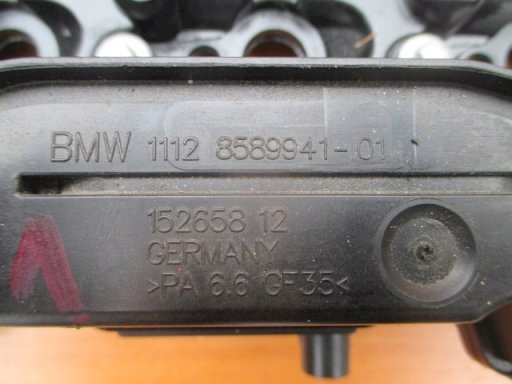 BMW 1112 8589941-01
152658 12
GERMANY
>PA 6.6 GF35<